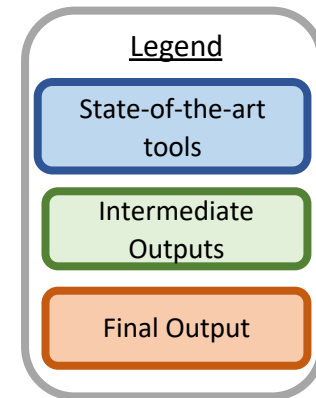 Legend
State-of-the-art
tools
Intermediate
Outputs
Final Output